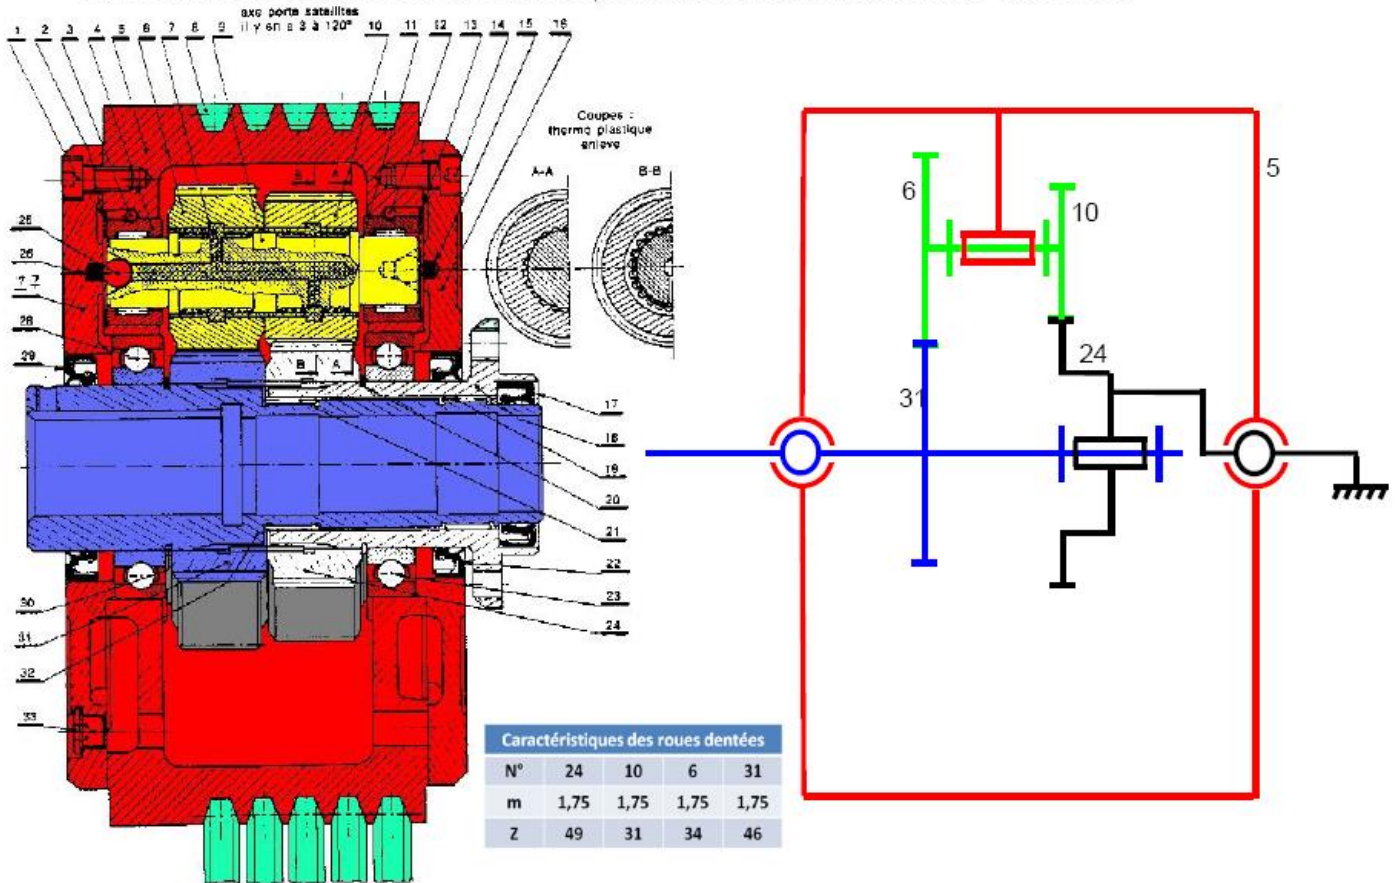 axe porte satellites
il y en a 3 à 120°
1 2 3 4 5 6 7 8 9 10 11 12 13 14 15 16
Coupes :
thermo plastique
enlevé
A-A B-B
B A
25
26
27
28
29
B A
17
18
19
20
21
22
23
24
30
31
32
33
6
10
5
24
31
Caractéristiques des roues dentées
N° 24 10 6 31
m 1,75 1,75 1,75 1,75
Z 49 31 34 46